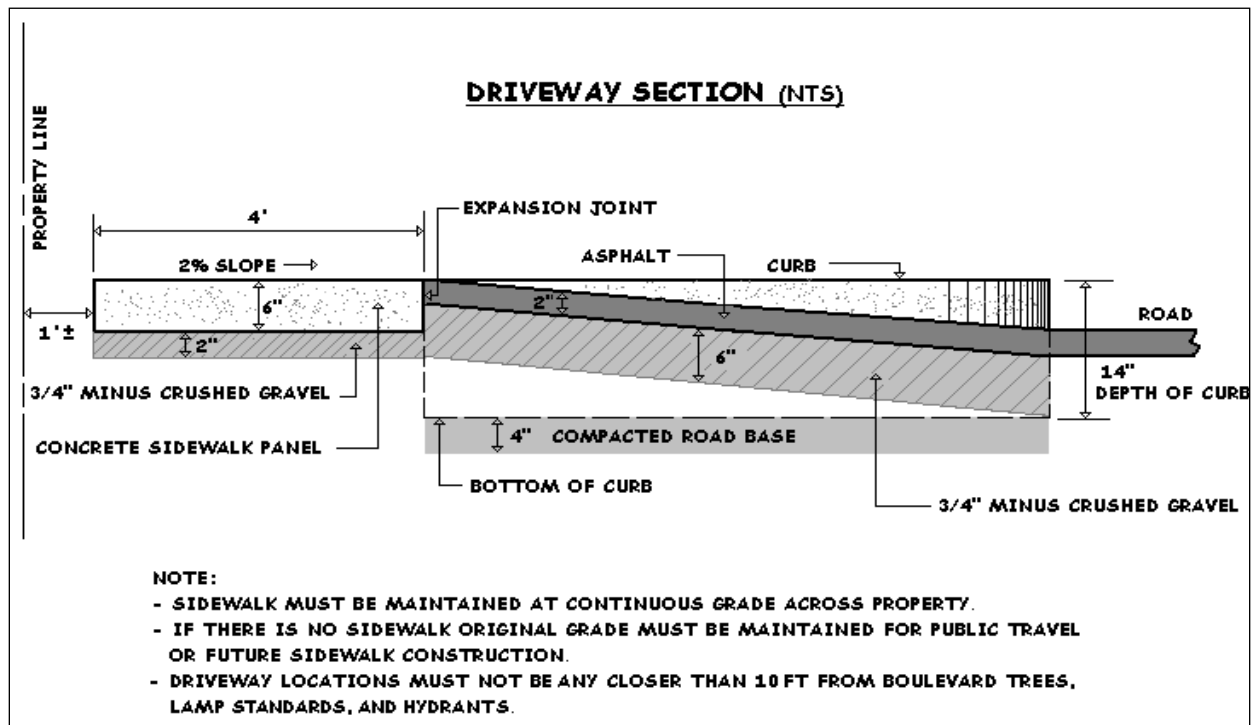 DRIVEWAY SECTION (NTS)
PROPERTY LINE
4'
EXPANSION JOINT
ASPHALT
CURB
2% SLOPE
6"
2"
ROAD
1'±
2"
6"
14"
DEPTH OF CURB
3/4" MINUS CRUSHED GRAVEL
4" COMPACTED ROAD BASE
CONCRETE SIDEWALK PANEL
BOTTOM OF CURB
3/4" MINUS CRUSHED GRAVEL
NOTE:
- SIDEWALK MUST BE MAINTAINED AT CONTINUOUS GRADE ACROSS PROPERTY.
- IF THERE IS NO SIDEWALK ORIGINAL GRADE MUST BE MAINTAINED FOR PUBLIC TRAVEL
OR FUTURE SIDEWALK CONSTRUCTION.
- DRIVEWAY LOCATIONS MUST NOT BE ANY CLOSER THAN 10 FT FROM BOULEVARD TREES,
LAMP STANDARDS, AND HYDRANTS.